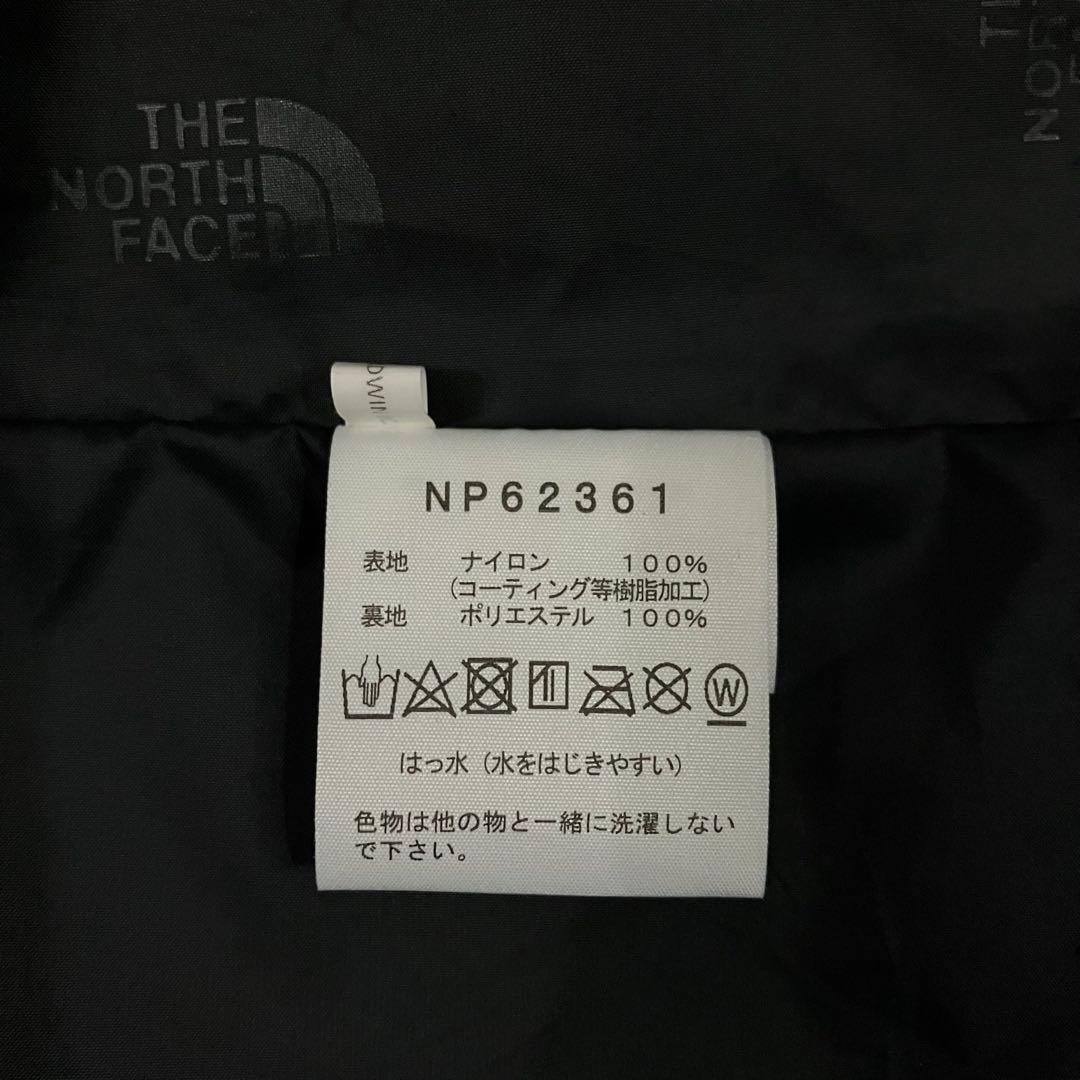 THE
NORTH
FACE
TH
NOR
F
DWIN
NP62361
表地 ナイロン 100%
(コーティング等樹脂加工)
裏地 ポリエステル 100%
W
はっ水 (水をはじきやすい)
色物は他の物と一緒に洗濯しない
で下さい。